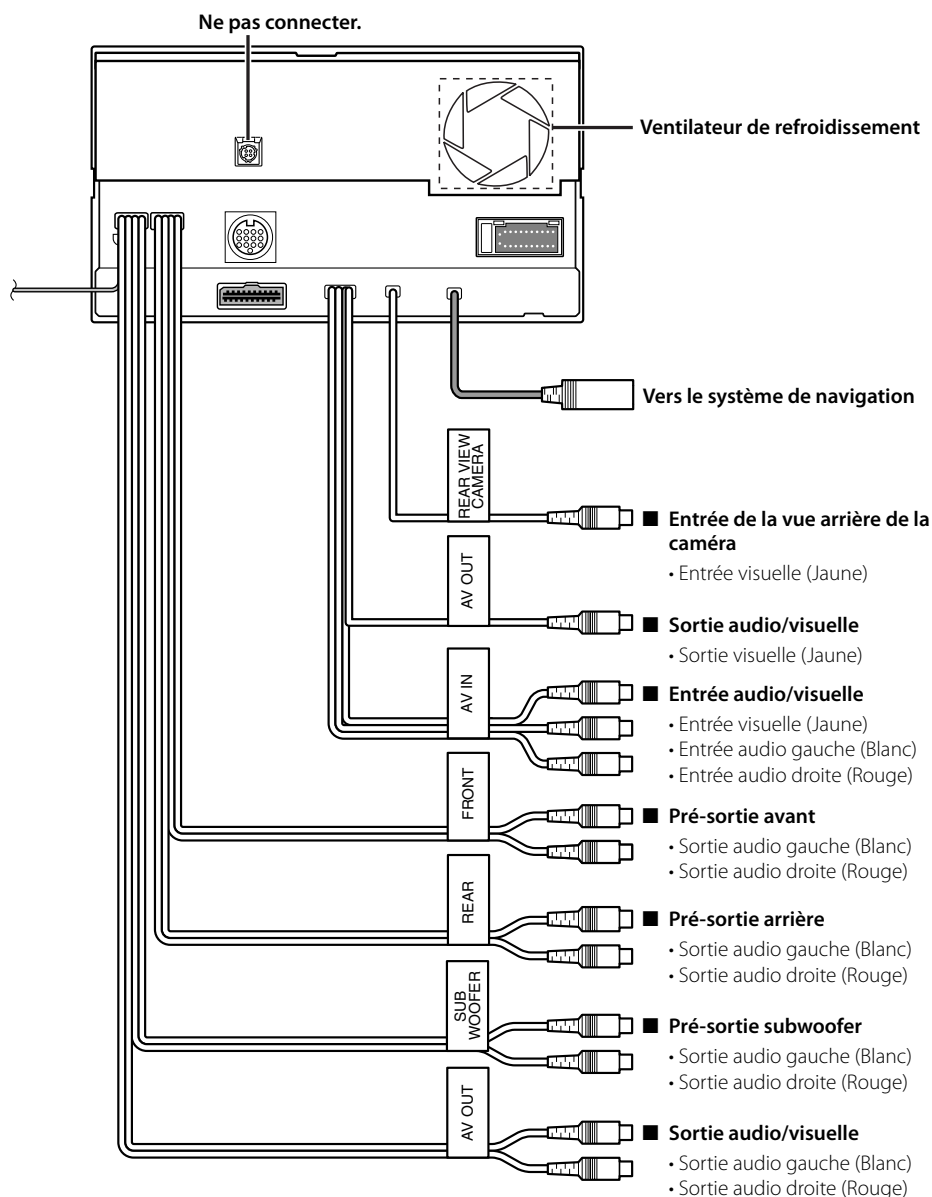 Ne pas connecter.
Ventilateur de refroidissement
Vers le système de navigation
REAR VIEW
CAMERA
■ Entrée de la vue arrière de la
caméra
• Entrée visuelle (Jaune)
AV OUT
■ Sortie audio/visuelle
• Sortie visuelle (Jaune)
AV IN
■ Entrée audio/visuelle
• Entrée visuelle (Jaune)
• Entrée audio gauche (Blanc)
• Entrée audio droite (Rouge)
FRONT
■ Pré-sortie avant
• Sortie audio gauche (Blanc)
• Sortie audio droite (Rouge)
REAR
■ Pré-sortie arrière
• Sortie audio gauche (Blanc)
• Sortie audio droite (Rouge)
SUB
WOOFER
■ Pré-sortie subwoofer
• Sortie audio gauche (Blanc)
• Sortie audio droite (Rouge)
AV OUT
■ Sortie audio/visuelle
• Sortie audio gauche (Blanc)
• Sortie audio droite (Rouge)